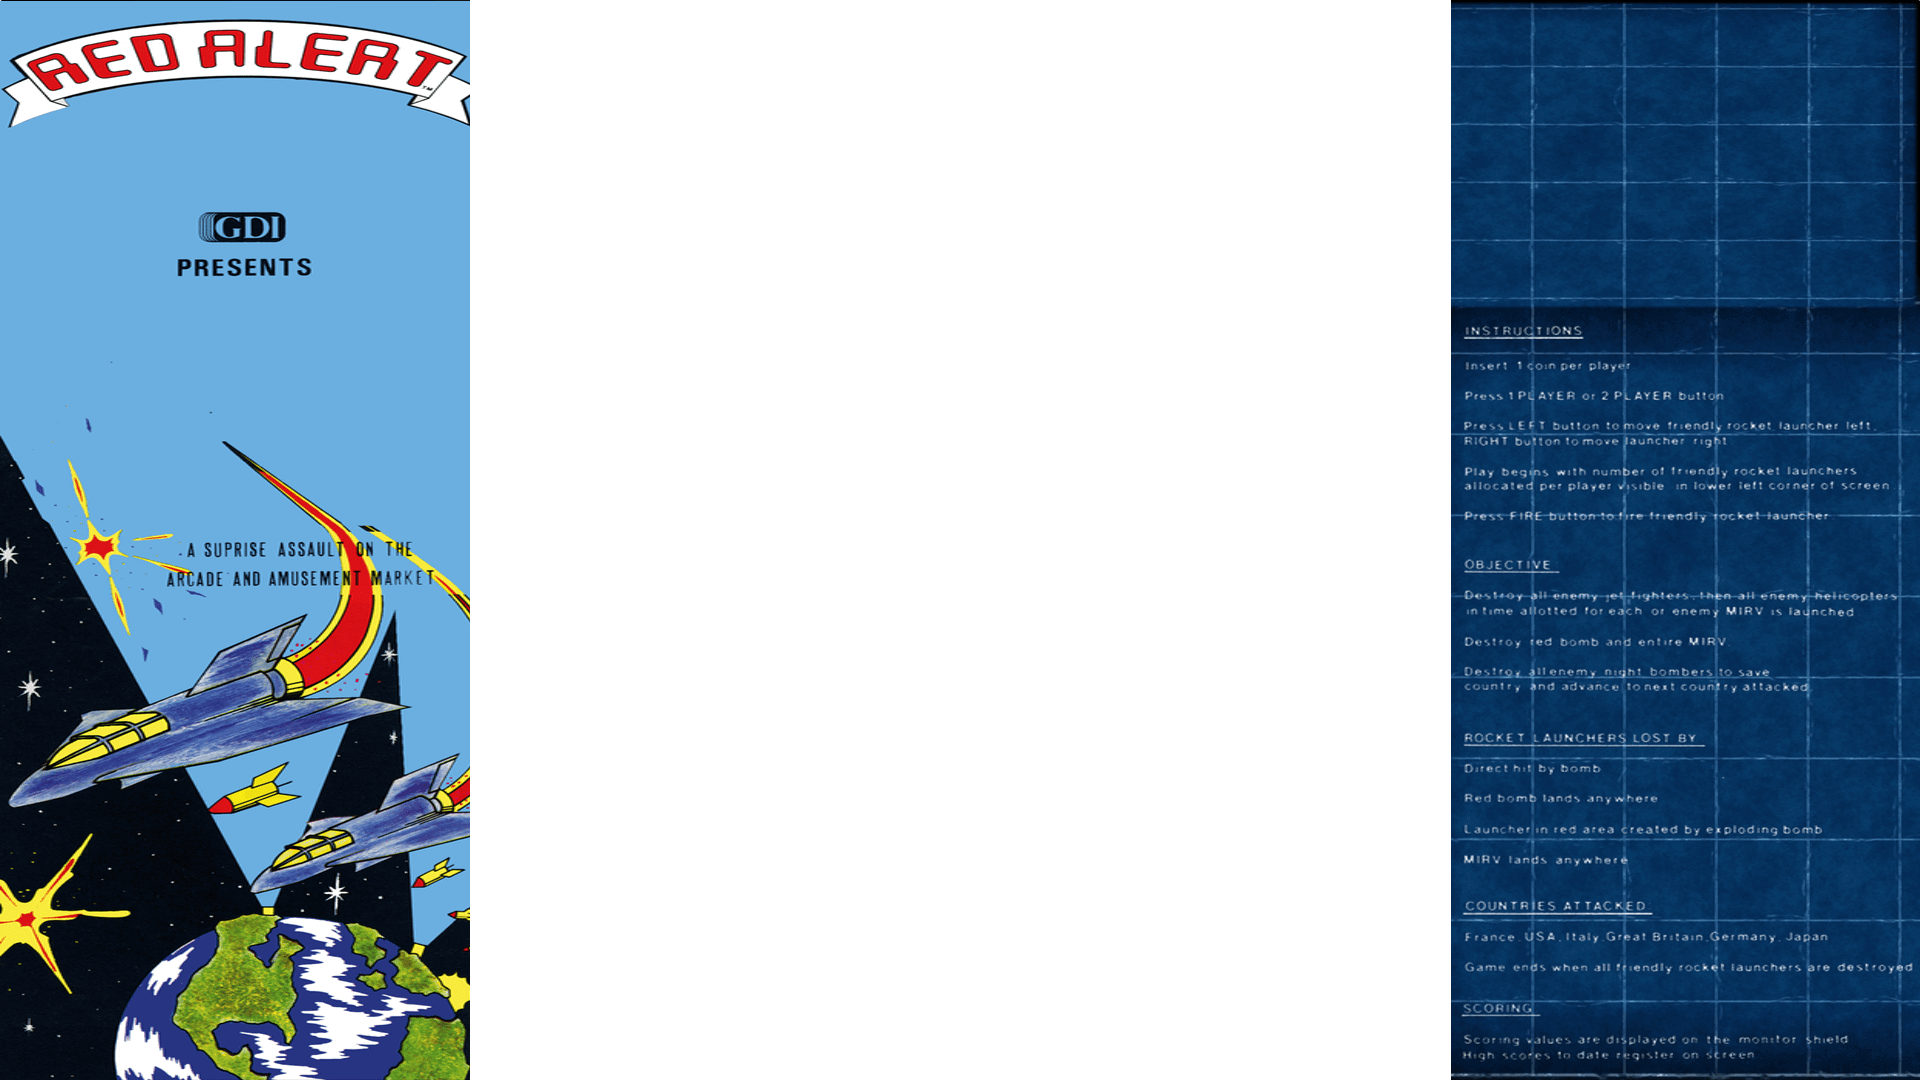 RED ALERT
TM
GDI
PRESENTS
A SUPRISE ASSAULT ON THE
ARCADE AND AMUSEMENT MARKET
INSTRUCTIONS
Insert 1 coin per player
Press 1 PLAYER or 2 PLAYER button
Press LEFT button to move friendly rocket launcher left,
RIGHT button to move launcher right
Play begins with number of friendly rocket launchers
allocated per player visible in lower left corner of screen.
Press FIRE button to fire friendly rocket launcher
OBJECTIVE
Destroy all enemy jet fighters, then all enemy helicopters
in time allotted for each or enemy MIRV is launched
Destroy red bomb and entire MIRV
Destroy all enemy night bombers to save
country and advance to next country attacked
ROCKET LAUNCHERS LOST BY
Direct hit by bomb
Red bomb lands anywhere
Launcher in red area created by exploding bomb
MIRV lands anywhere
COUNTRIES ATTACKED
France, USA, Italy, Great Britain, Germany, Japan
Game ends when all friendly rocket launchers are destroyed
SCORING
Scoring values are displayed on the monitor shield
High scores to date register on screen